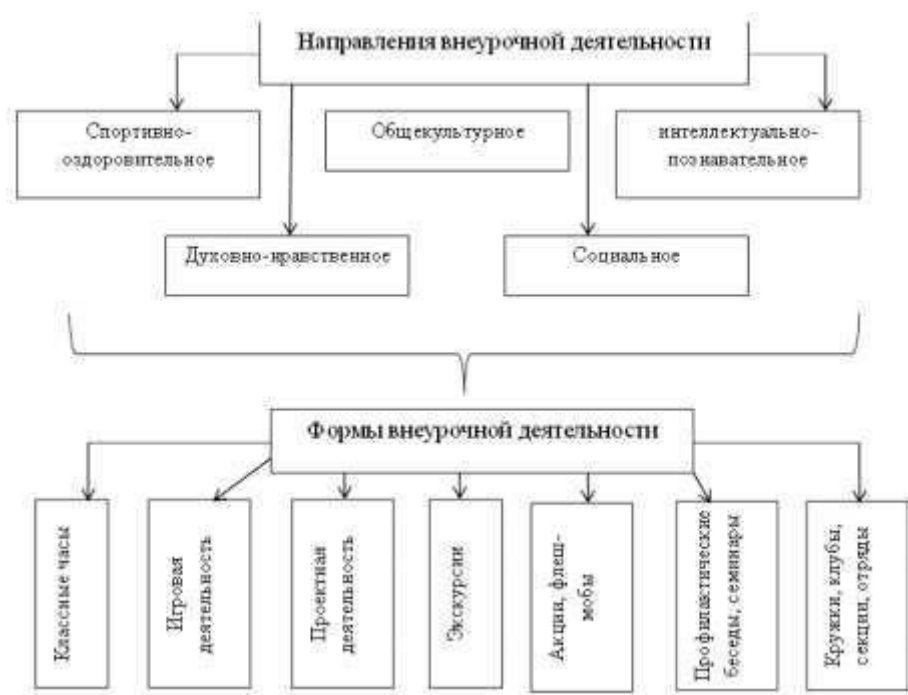 Направления внеурочной деятельности
Спортивно-
оздоровительное
Общекультурное
интеллектуально-
познавательное
Духовно-нравственное
Социальное
Формы внеурочной деятельности
Классные часы
Игровая
деятельность
Проектная
деятельность
Экскурсии
Акции, флеш-
мобы
Профилактические
беседы, семинары
Кружки, клубы,
секции, отряды